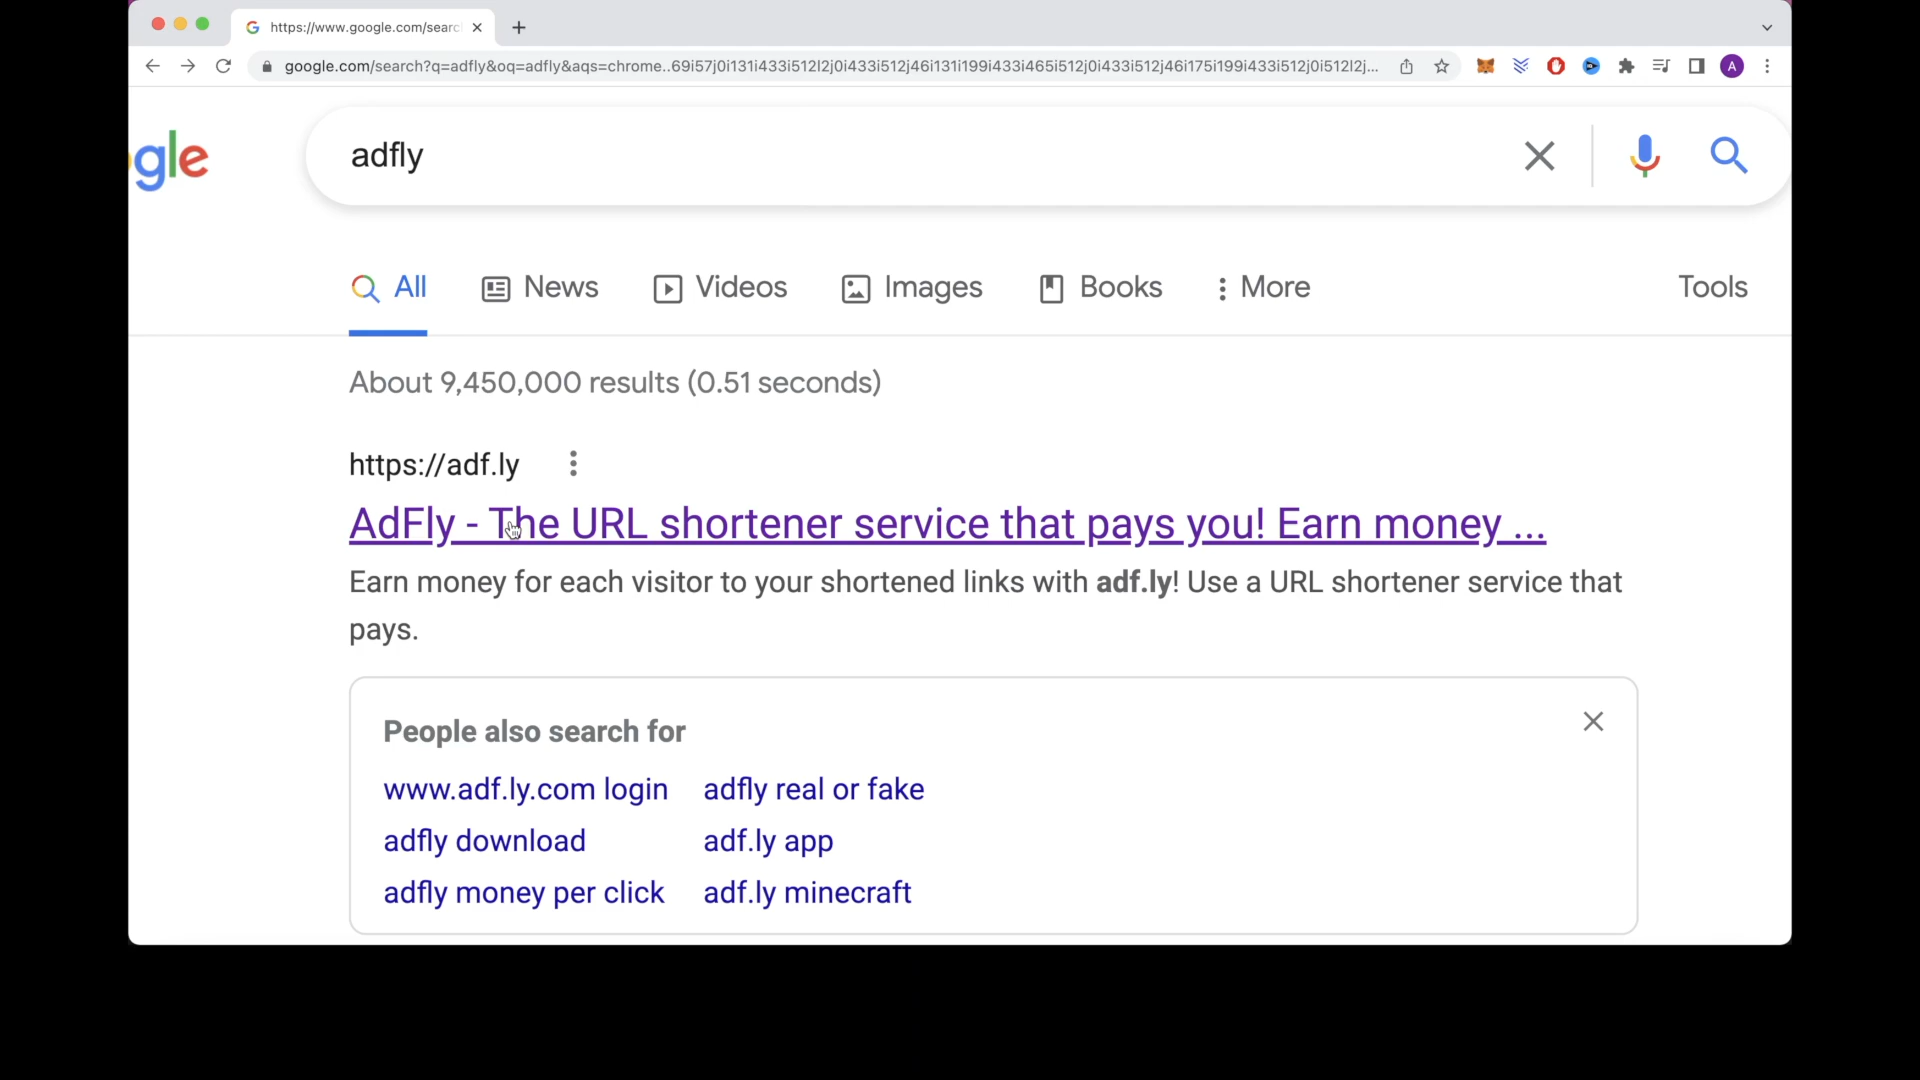 https://www.google.com/searc
google.com/search?q=adfly&oq=adfly&aqs=chrome..69i57j0i131i433i512l2j0i433i512j46i131i199i433i465i512j0i433i512j46i175i199i433i512j0i512l2j...
A
gle
adfly
All News Videos Images Books More Tools
About 9,450,000 results (0.51 seconds)
https://adf.ly
AdFly - The URL shortener service that pays you! Earn money ...
Earn money for each visitor to your shortened links with adf.ly! Use a URL shortener service that
pays.
People also search for
www.adf.ly.com login adfly real or fake
adfly download adf.ly app
adfly money per click adf.ly minecraft